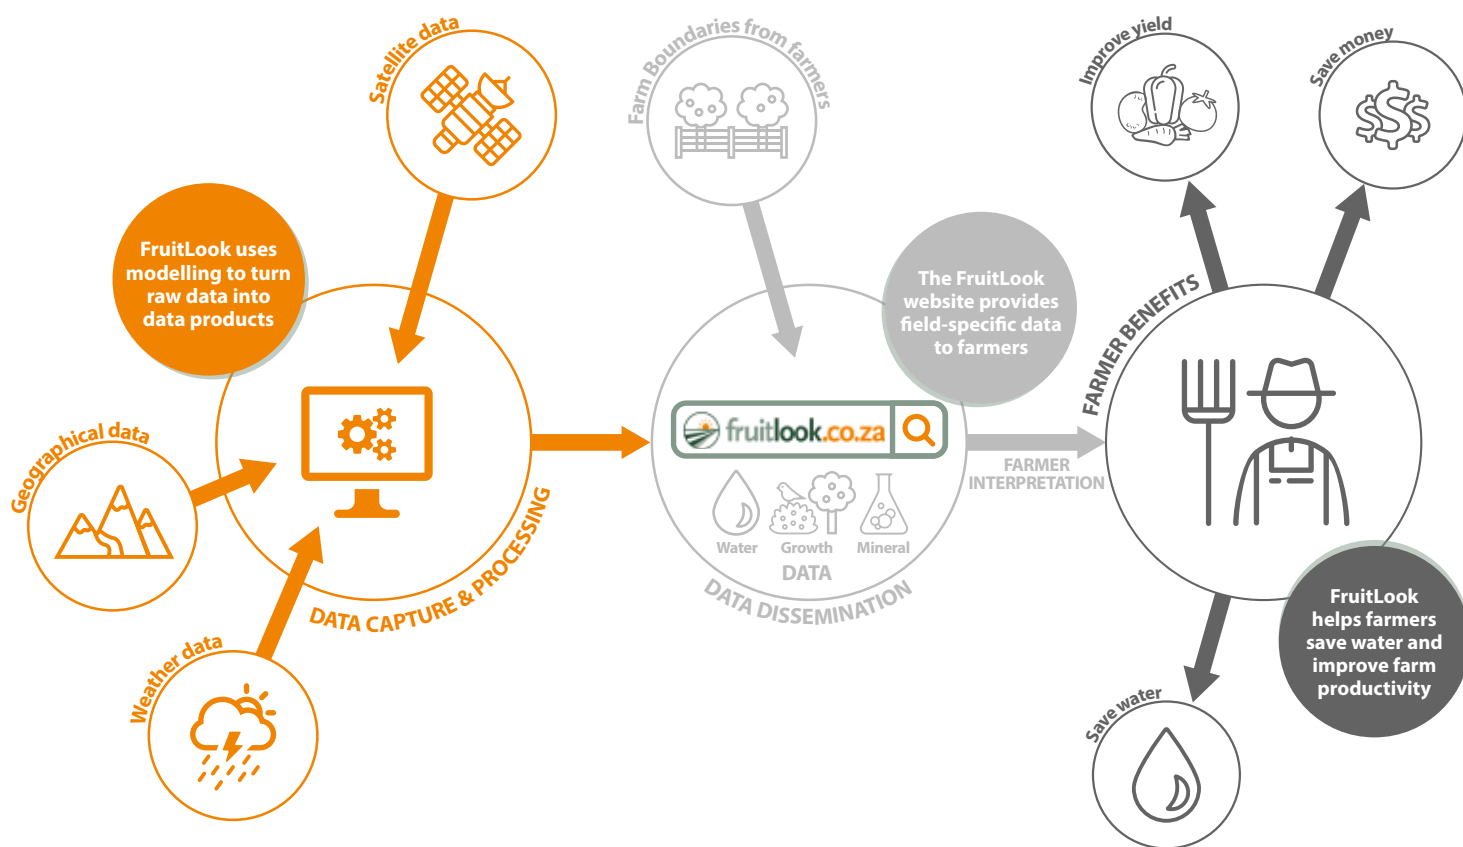 Satellite data
FruitLook uses
modelling to turn
raw data into
data products
Geographical data
Weather data
DATA CAPTURE & PROCESSING
Farm Boundaries from farmers
The FruitLook
website provides
field-specific data
to farmers
fruitlook.co.za
Water
Growth
Mineral
DATA
DATA DISSEMINATION
FARMER
INTERPRETATION
Improve yield
Save money
FARMER BENEFITS
FruitLook
helps farmers
save water and
improve farm
productivity
Save water